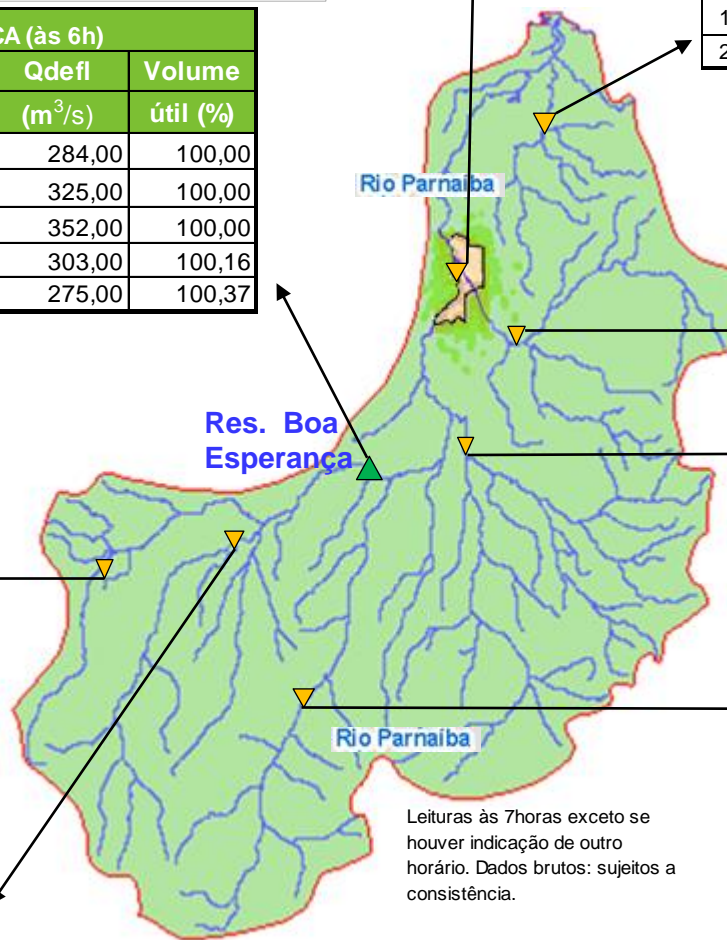 CA (às 6h)
Qdefl Volume
(m³/s) útil (%)
284,00 100,00
325,00 100,00
352,00 100,00
303,00 100,16
275,00 100,37
1
2
Rio Parnaíba
Res. Boa
Esperança
Rio Parnaíba
Leituras às 7horas exceto se
houver indicação de outro
horário. Dados brutos: sujeitos a
consistência.